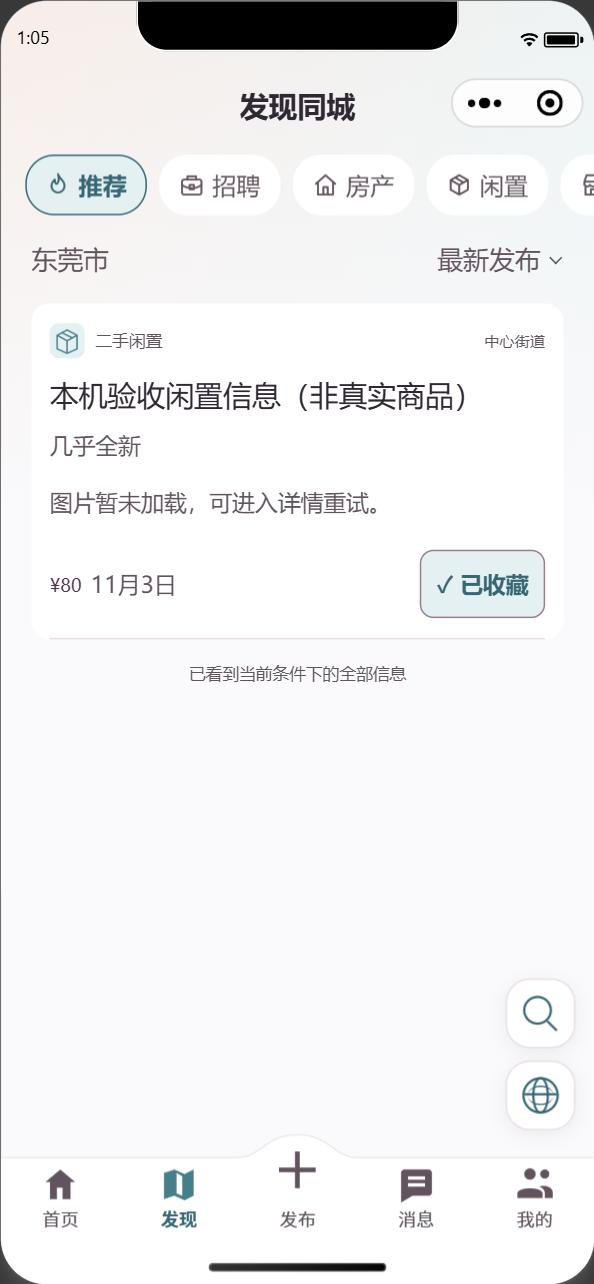 1:05
发现同城
推荐 招聘 房产 闲置
东莞市 最新发布
二手闲置 中心街道
本机验收闲置信息（非真实商品）
几乎全新
图片暂未加载，可进入详情重试。
¥80 11月3日 ✓ 已收藏
已看到当前条件下的全部信息
首页 发现 发布 消息 我的